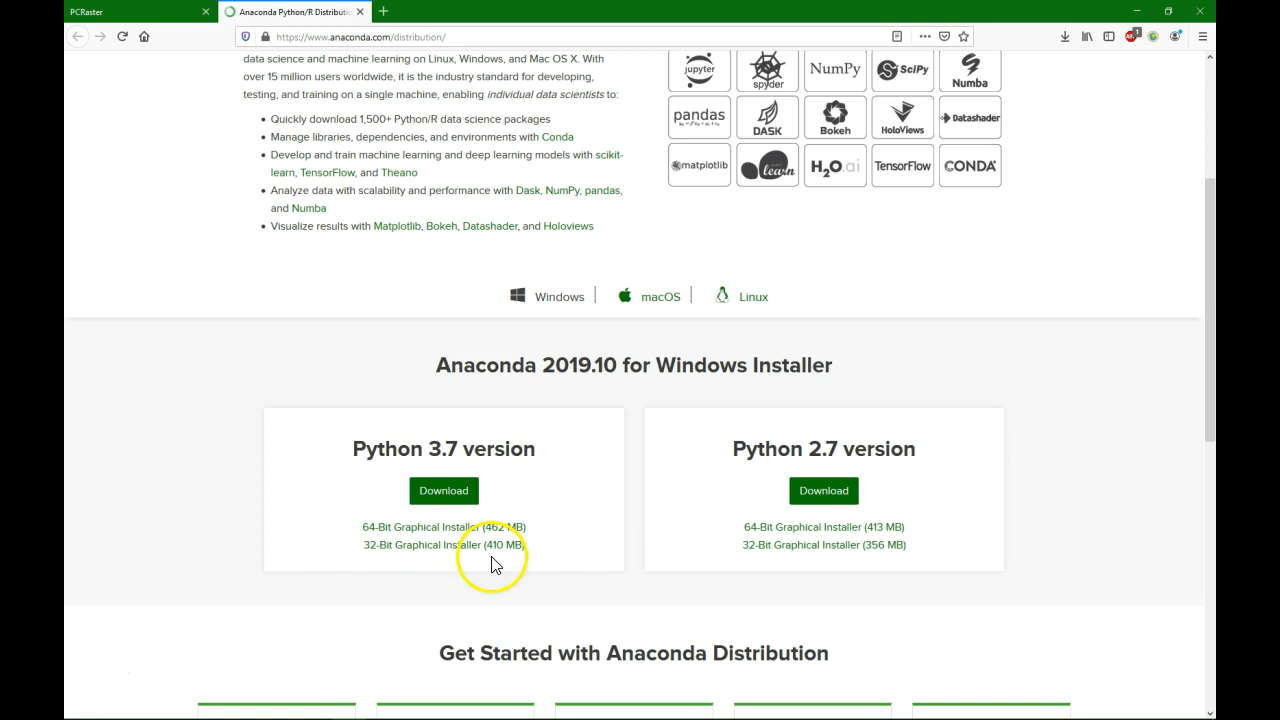 PCRaster
Anaconda Python/R Distributi
https://www.anaconda.com/distribution/
data science and machine learning on Linux, Windows, and Mac OS X. With
over 15 million users worldwide, it is the industry standard for developing,
testing, and training on a single machine, enabling individual data scientists to:
Quickly download 1,500+ Python/R data science packages
Manage libraries, dependencies, and environments with Conda
Develop and train machine learning and deep learning models with scikit-
learn, TensorFlow, and Theano
Analyze data with scalability and performance with Dask, NumPy, pandas,
and Numba
Visualize results with Matplotlib, Bokeh, Datashader, and Holoviews
jupyter
spyder
NumPy
SciPy
Numba
pandas
DASK
Bokeh
HoloViews
Datashader
matplotlib
learn
H2O.ai
TensorFlow
CONDA
Windows
macOS
Linux
Anaconda 2019.10 for Windows Installer
Python 3.7 version
Download
64-Bit Graphical Installer (462 MB)
32-Bit Graphical Installer (410 MB)
Python 2.7 version
Download
64-Bit Graphical Installer (413 MB)
32-Bit Graphical Installer (356 MB)
Get Started with Anaconda Distribution